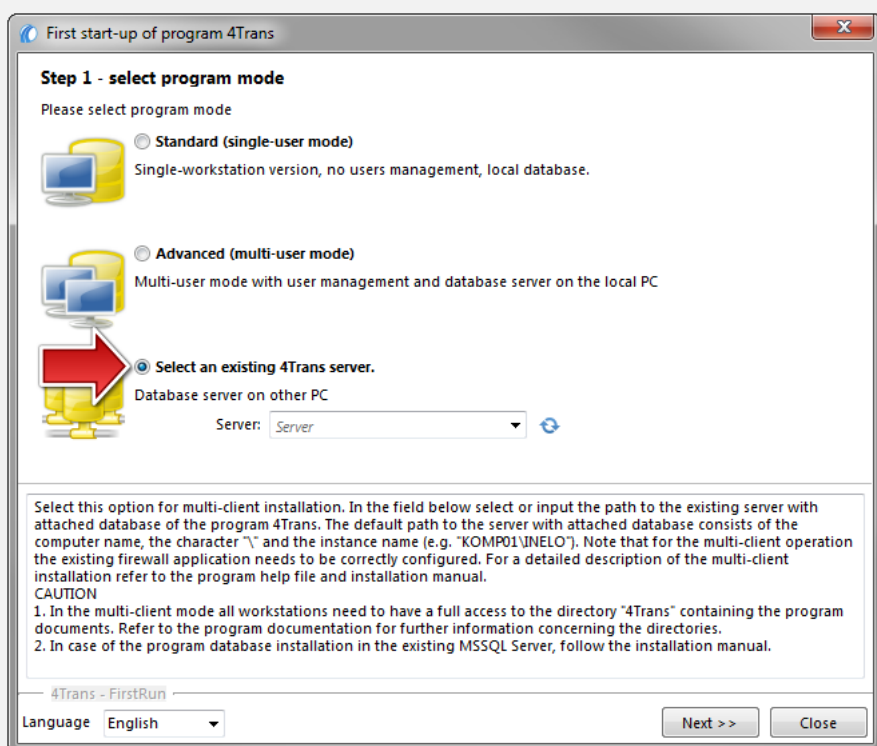 First start-up of program 4Trans
Step 1 - select program mode
Please select program mode
Standard (single-user mode)
Single-workstation version, no users management, local database.
Advanced (multi-user mode)
Multi-user mode with user management and database server on the local PC
Select an existing 4Trans server.
Database server on other PC
Server: Server
Select this option for multi-client installation. In the field below select or input the path to the existing server with
attached database of the program 4Trans. The default path to the server with attached database consists of the
computer name, the character "\" and the instance name (e.g. "KOMP01\INELO"). Note that for the multi-client operation
the existing firewall application needs to be correctly configured. For a detailed description of the multi-client
installation refer to the program help file and installation manual.
CAUTION
1. In the multi-client mode all workstations need to have a full access to the directory "4Trans" containing the program
documents. Refer to the program documentation for further information concerning the directories.
2. In case of the program database installation in the existing MSSQL Server, follow the installation manual.
4Trans - FirstRun
Language English Next >> Close